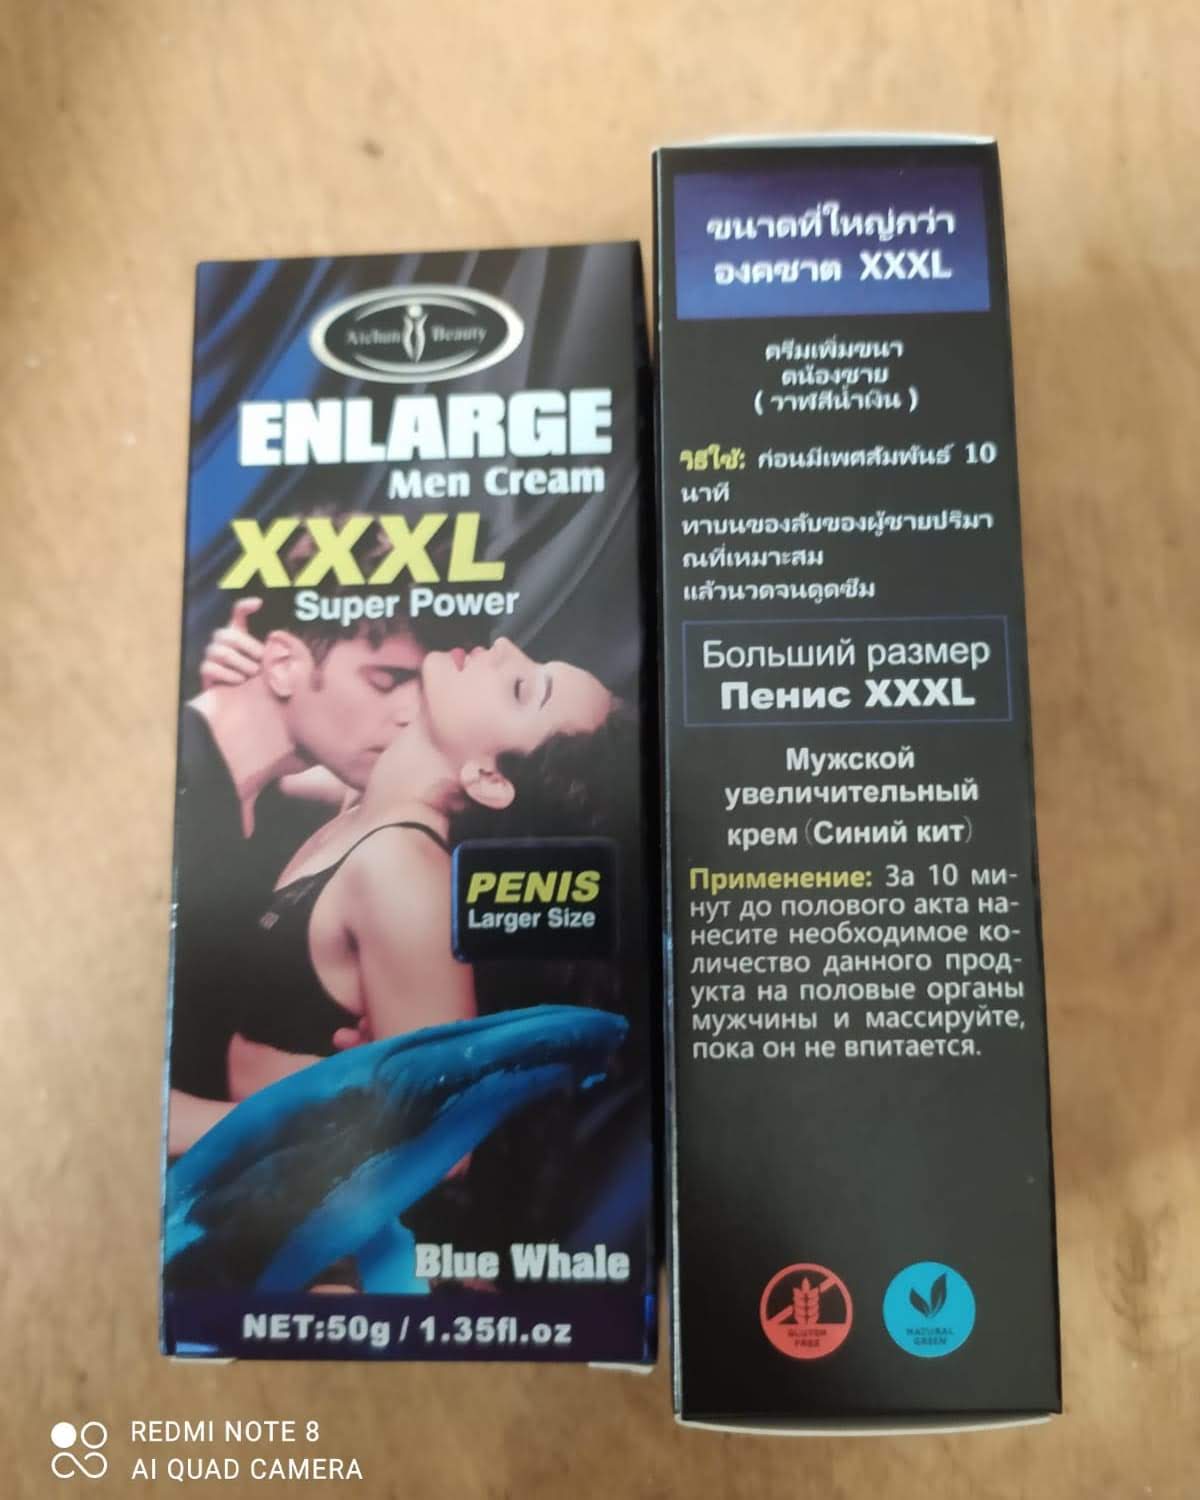 Aichun Beauty
ENLARGE
Men Cream
XXXL
Super Power
PENIS
Larger Size
Blue Whale
NET:50g / 1.35fl.oz
ขนาดที่ใหญ่กว่า
องคชาต XXXL
ครีมเพิ่มขนา
ดน้องชาย
( วาฬสีน้ำเงิน )
วิธีใช้: ก่อนมีเพศสัมพันธ์ 10
นาที
ทาบนของลับของผู้ชายปริมา
ณที่เหมาะสม
แล้วนวดจนดูดซึม
Больший размер
Пенис XXXL
Мужской
увеличительный
крем (Синий кит)
Применение: За 10 ми-
нут до полового акта на-
несите необходимое ко-
личество данного прод-
укта на половые органы
мужчины и массируйте,
пока он не впитается.
GLUTEN
FREE
NATURAL
GREEN
REDMI NOTE 8
AI QUAD CAMERA